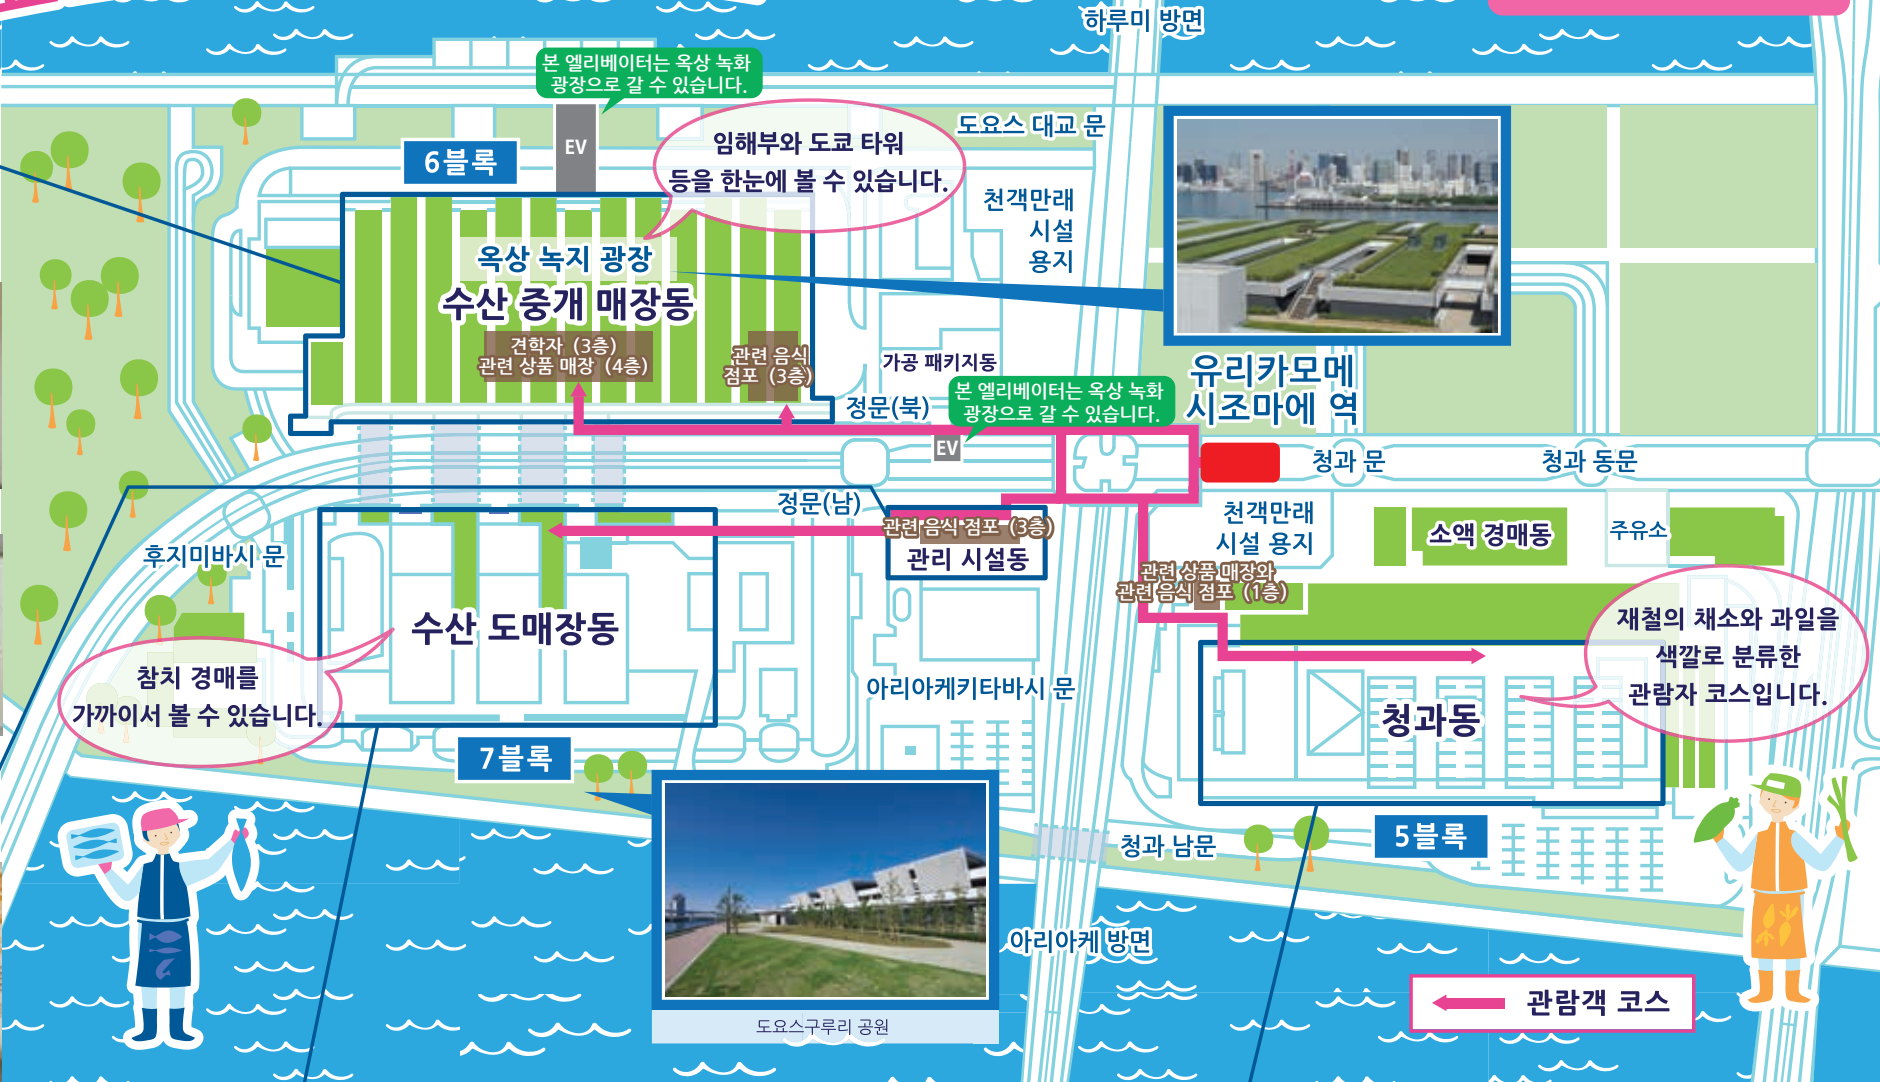 하루미 방면
본 엘리베이터는 옥상 녹화
광장으로 갈 수 있습니다.
EV
6블록
임해부와 도쿄 타워
등을 한눈에 볼 수 있습니다.
도요스 대교 문
천객만래
시설
용지
옥상 녹지 광장
수산 중개 매장동
견학자 (3층)
관련 상품 매장 (4층)
관련 음식
점포 (3층)
가공 패키지동
정문(북)
본 엘리베이터는 옥상 녹화
광장으로 갈 수 있습니다.
EV
유리카모메
시조마에 역
청과 문
청과 동문
정문(남)
관련 음식 점포 (3층)
관리 시설동
천객만래
시설 용지
소액 경매동
주유소
후지미바시 문
관련 상품 매장와
관련 음식 점포 (1층)
수산 도매장동
재철의 채소와 과일을
색깔로 분류한
관람자 코스입니다.
참치 경매를
가까이서 볼 수 있습니다.
아리아케키타바시 문
청과동
7블록
5블록
청과 남문
아리아케 방면
도요스구루리 공원
관람객 코스